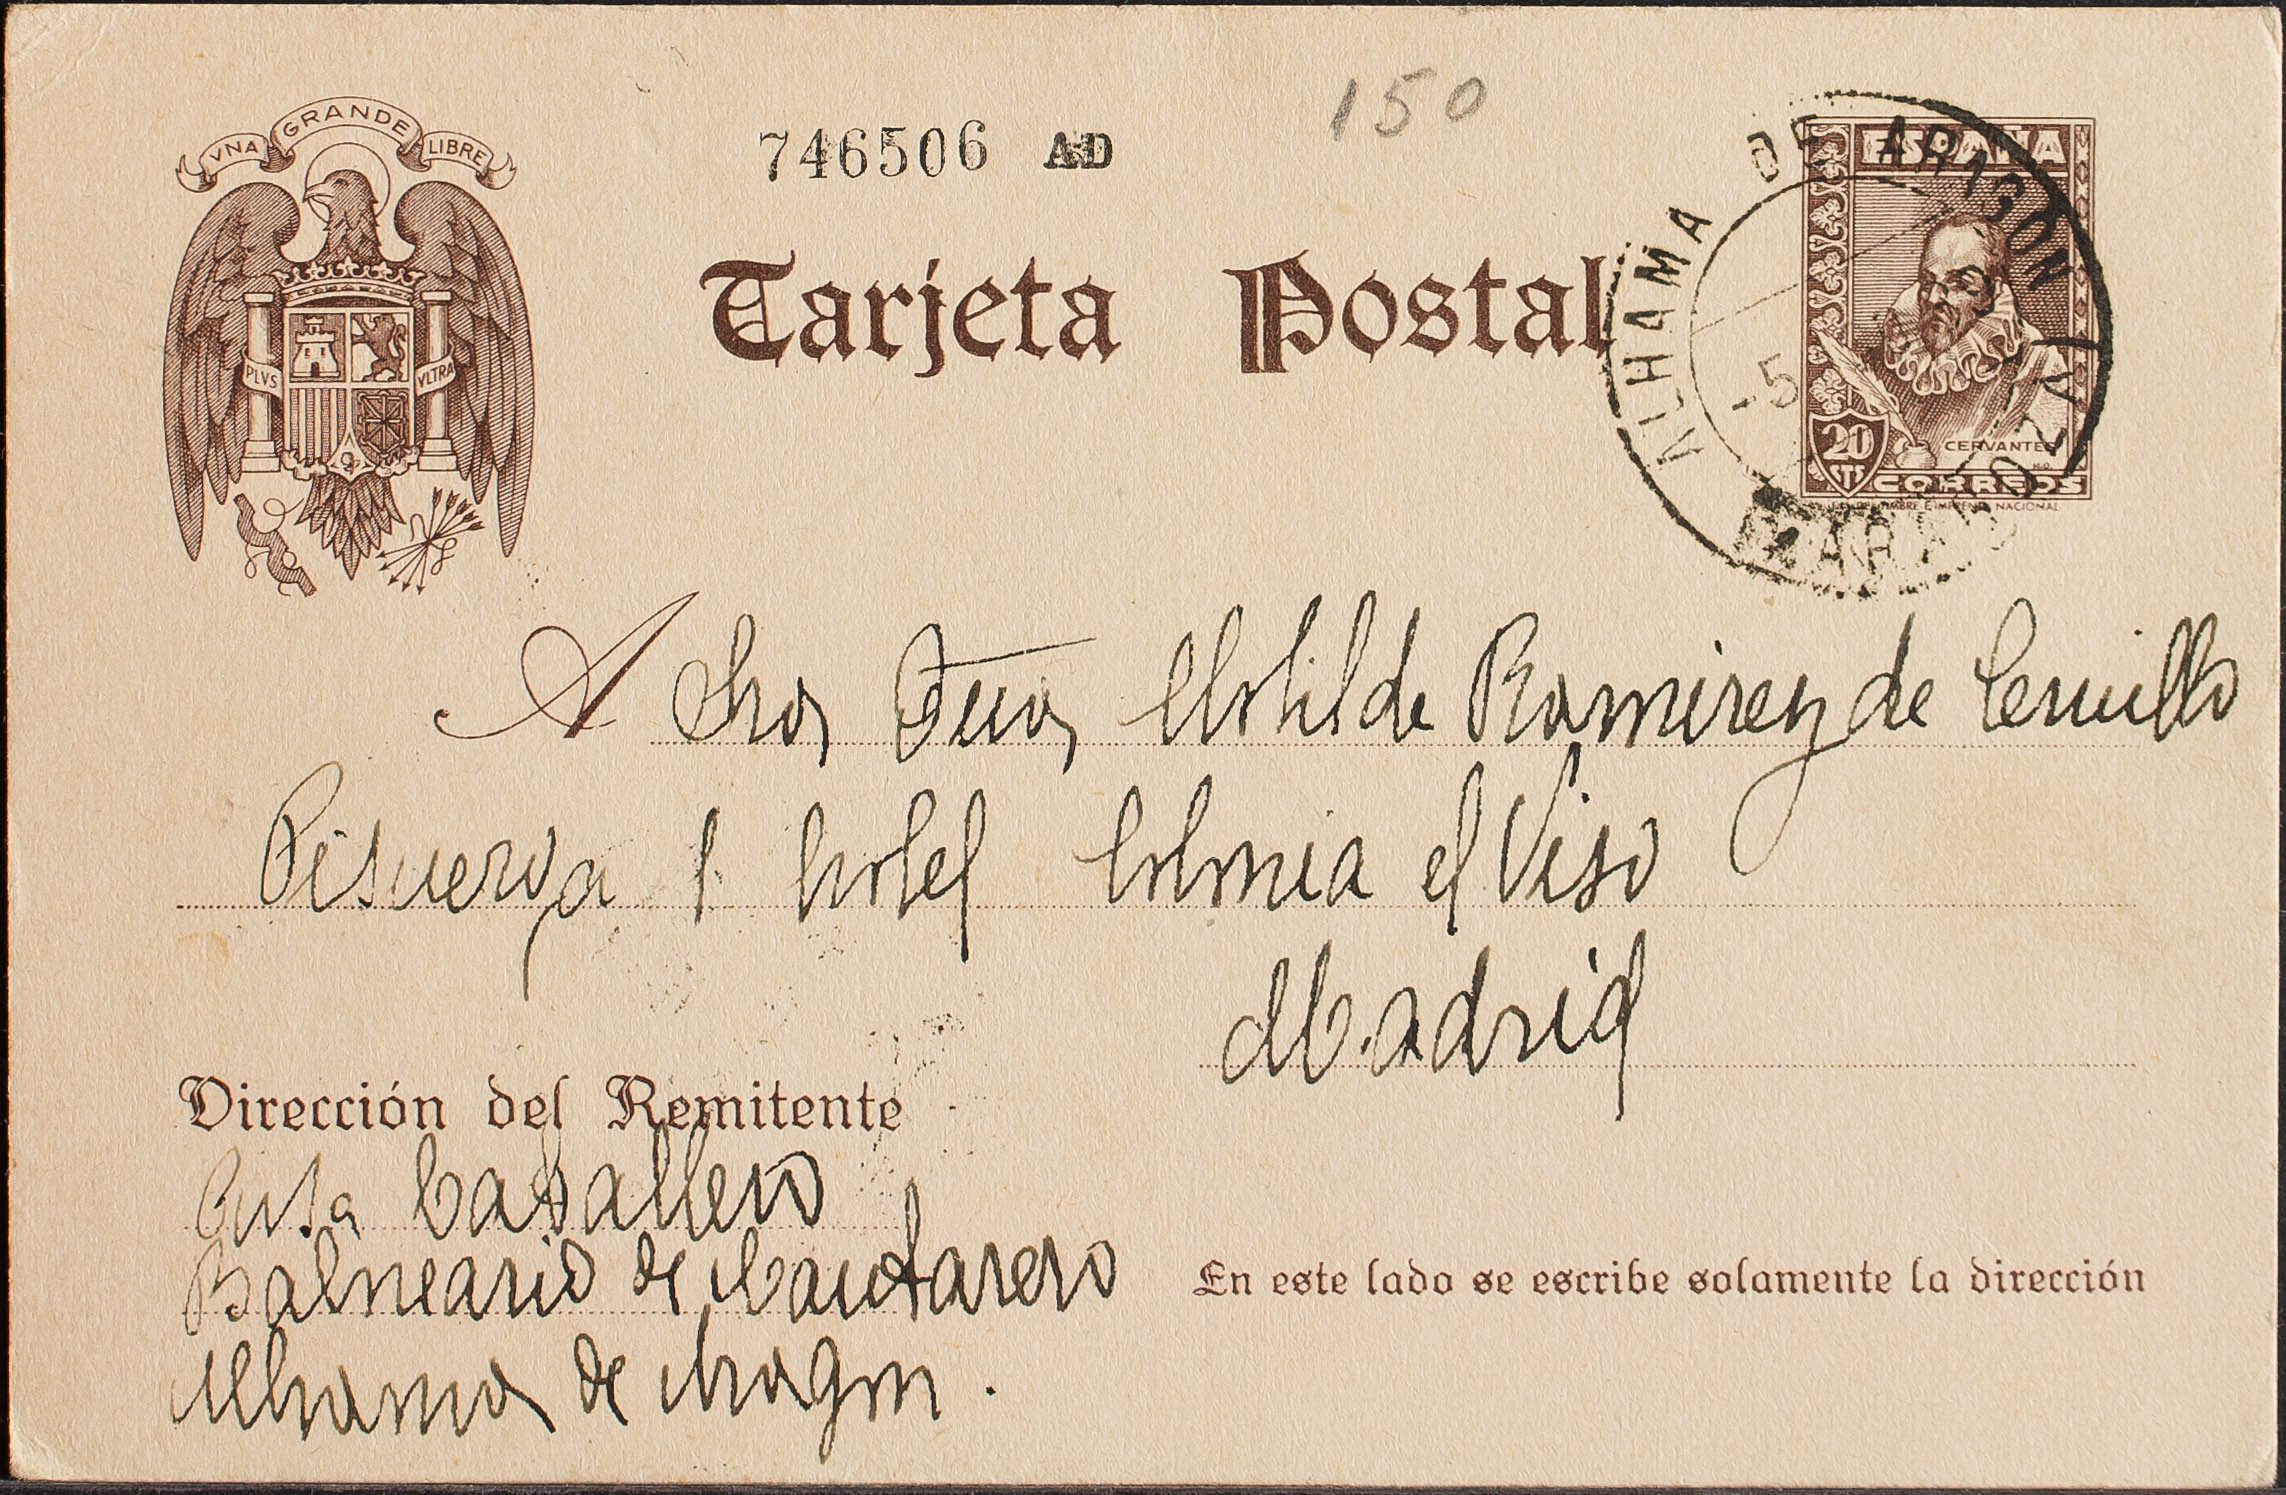 VNA GRANDE LIBRE
746506 AD
150
Tarjeta Postal
PLVS VLTRA
ALHAMA DE ARAGON
-5
ESPAÑA
20 CTS
CERVANTES
CORREOS
A Sra Dña Clotilde Ramirez de
Pisuerga 1 hotel Colonia el Viso
Madrid
Dirección del Remitente
Caballero
Balneario de Cantarero
Alhama de Aragon.
En este lado se escribe solamente la dirección